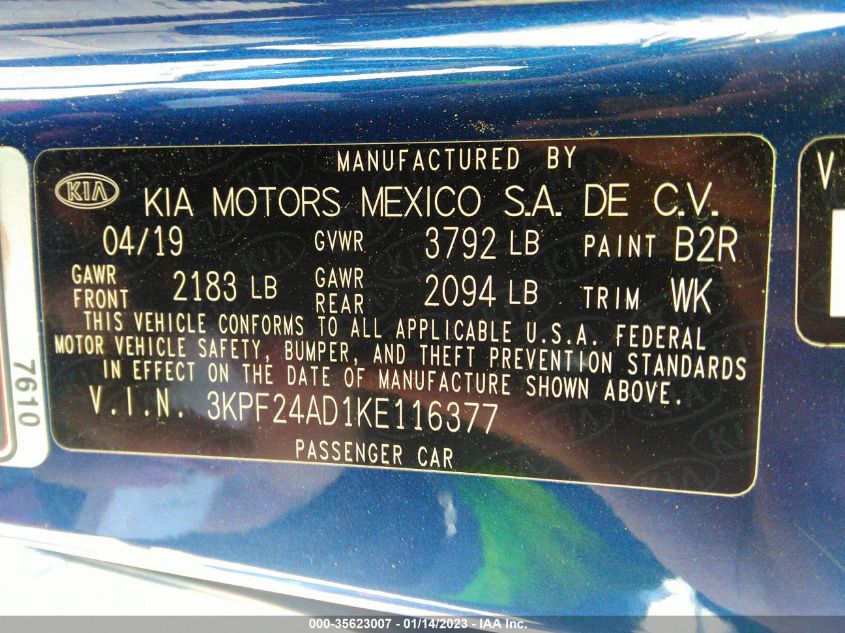 MANUFACTURED BY
KIA KIA MOTORS MEXICO S.A. DE C.V.
04/19 GVWR 3792 LB PAINT B2R
GAWR FRONT 2183 LB GAWR REAR 2094 LB TRIM WK
THIS VEHICLE CONFORMS TO ALL APPLICABLE U.S.A. FEDERAL
MOTOR VEHICLE SAFETY, BUMPER, AND THEFT PREVENTION STANDARDS
IN EFFECT ON THE DATE OF MANUFACTURE SHOWN ABOVE.
V.I.N. 3KPF24AD1KE116377
PASSENGER CAR
7610
V
000-35623007 - 01/14/2023 - IAA Inc.